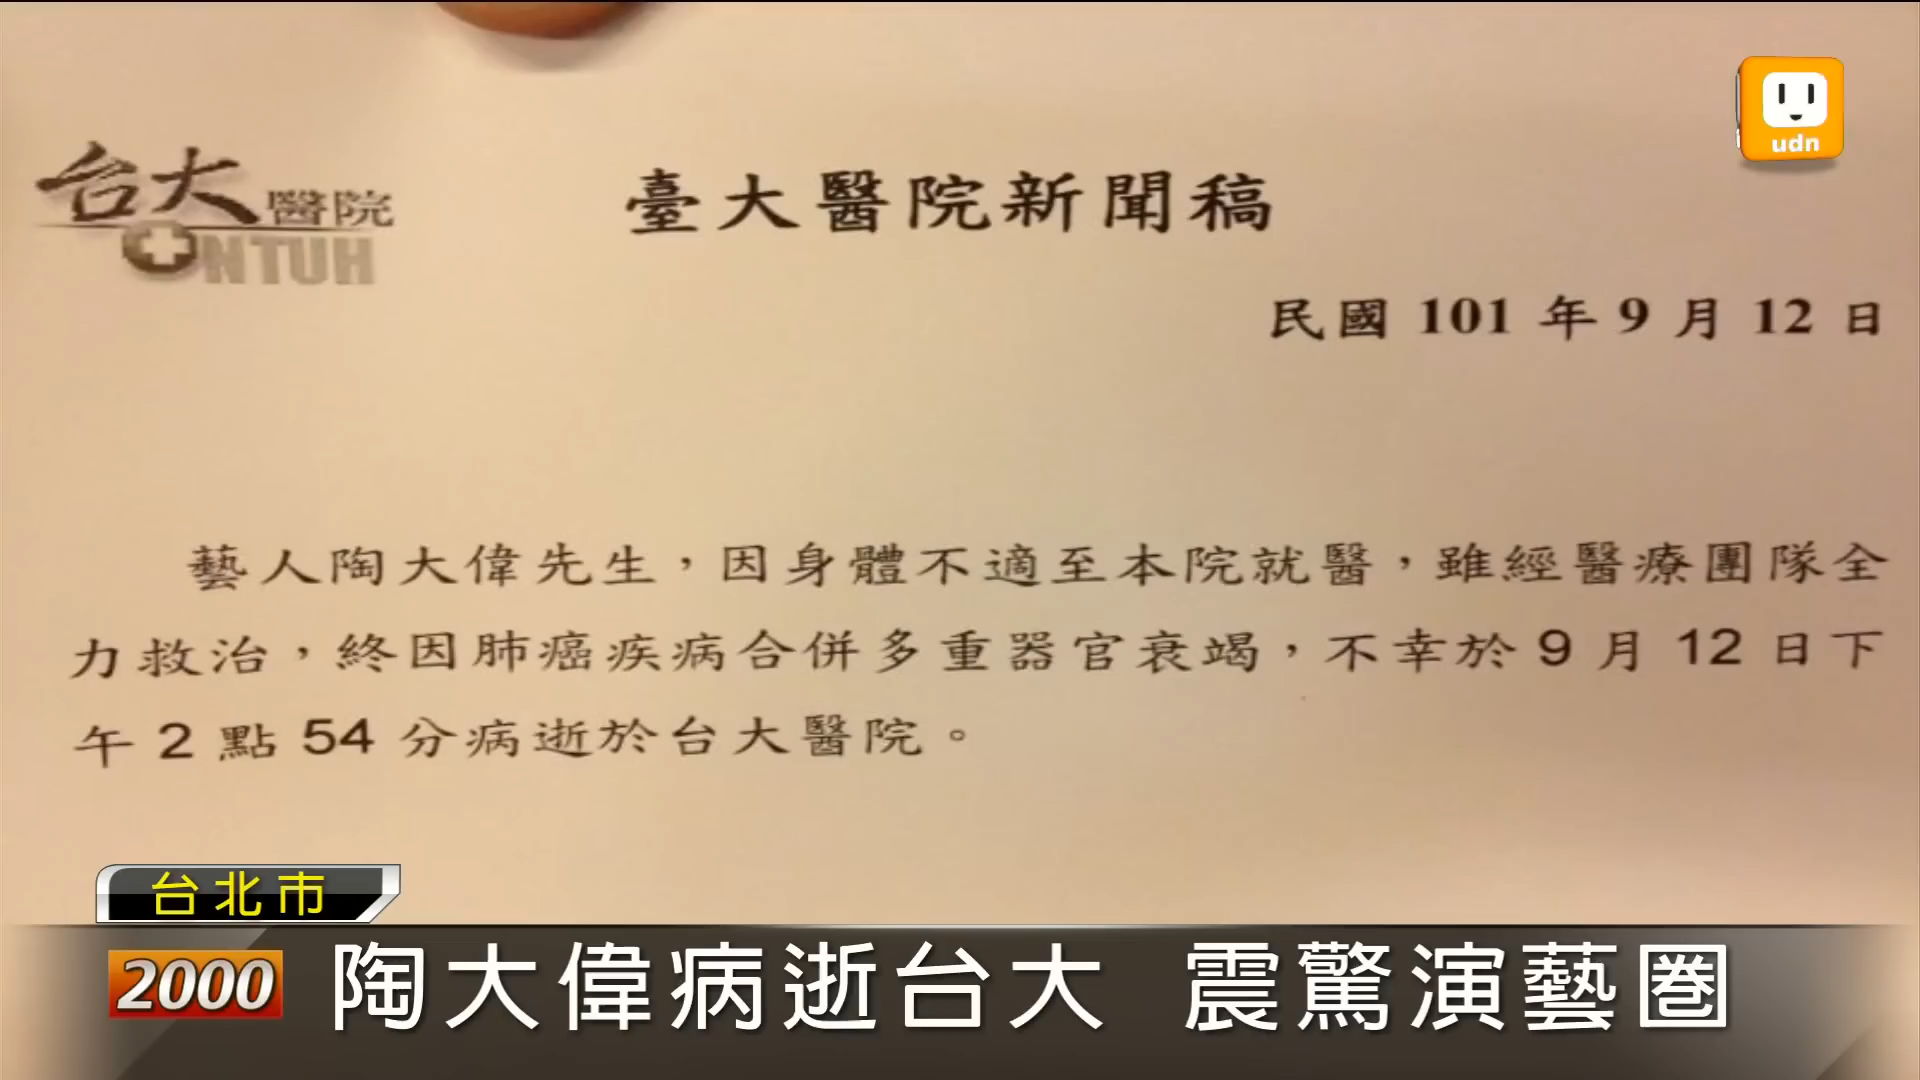 udn
台大醫院
NTUH
臺大醫院新聞稿
民國 101 年 9 月 12 日
藝人陶大偉先生，因身體不適至本院就醫，雖經醫療團隊全
力救治，終因肺癌疾病合併多重器官衰竭，不幸於 9 月 12 日下
午 2 點 54 分病逝於台大醫院。
台北市
2000 陶大偉病逝台大 震驚演藝圈